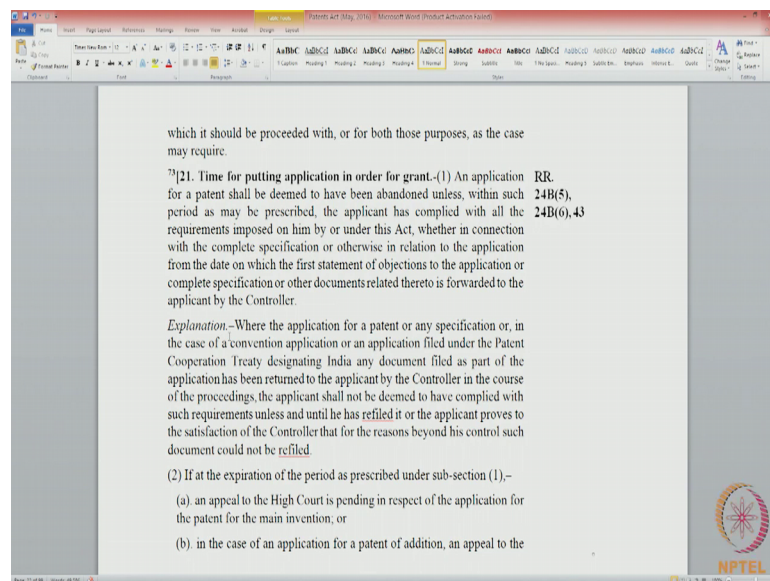 Patents Act (May, 2016) - Microsoft Word (Product Activation Failed)
File Home Insert Page Layout References Mailings Review View Acrobat Design Layout
which it should be proceeded with, or for both those purposes, as the case
may require.
73[21. Time for putting application in order for grant.-(1) An application RR.
for a patent shall be deemed to have been abandoned unless, within such 24B(5),
period as may be prescribed, the applicant has complied with all the 24B(6), 43
requirements imposed on him by or under this Act, whether in connection
with the complete specification or otherwise in relation to the application
from the date on which the first statement of objections to the application or
complete specification or other documents related thereto is forwarded to the
applicant by the Controller.
Explanation.–Where the application for a patent or any specification or, in
the case of a convention application or an application filed under the Patent
Cooperation Treaty designating India any document filed as part of the
application has been returned to the applicant by the Controller in the course
of the proceedings, the applicant shall not be deemed to have complied with
such requirements unless and until he has refiled it or the applicant proves to
the satisfaction of the Controller that for the reasons beyond his control such
document could not be refiled.
(2) If at the expiration of the period as prescribed under sub-section (1),–
(a). an appeal to the High Court is pending in respect of the application for
the patent for the main invention; or
(b). in the case of an application for a patent of addition, an appeal to the
NPTEL